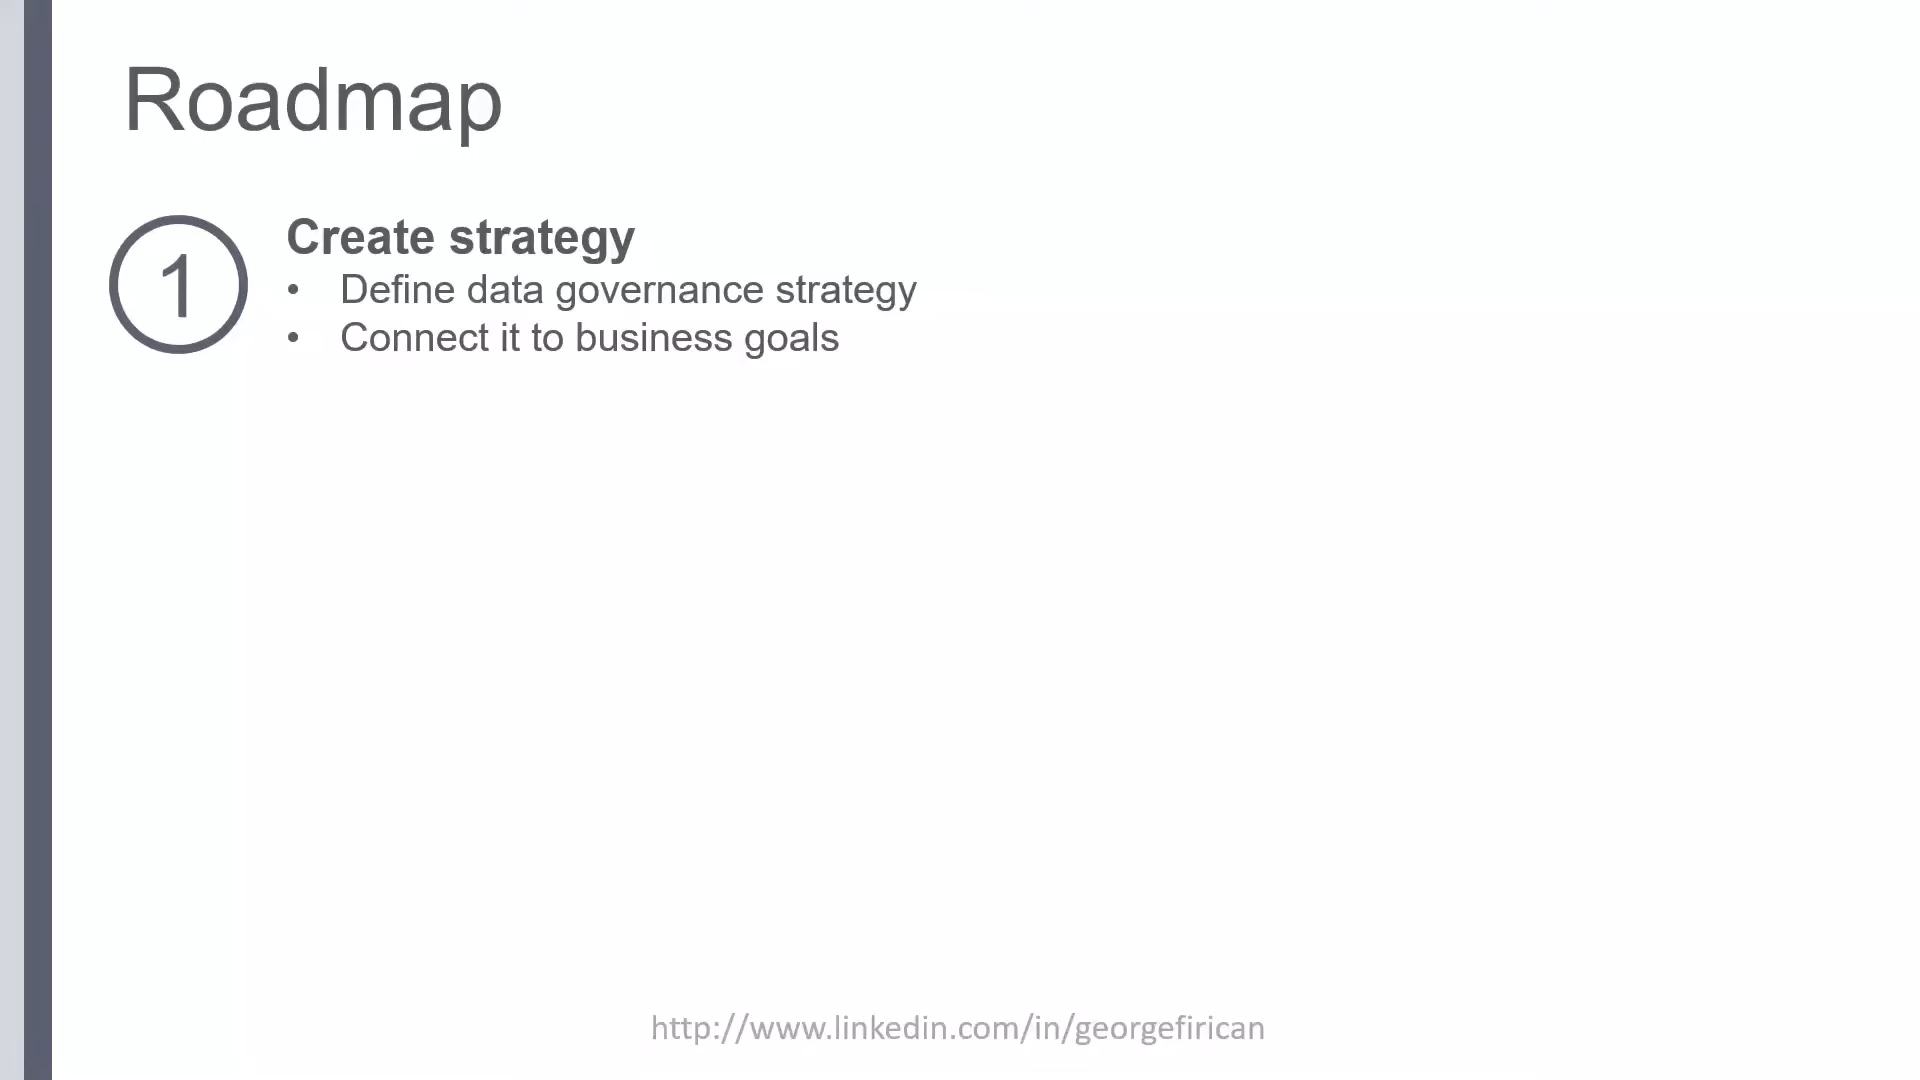 Roadmap
1
Create strategy
• Define data governance strategy
• Connect it to business goals
http://www.linkedin.com/in/georgefirican